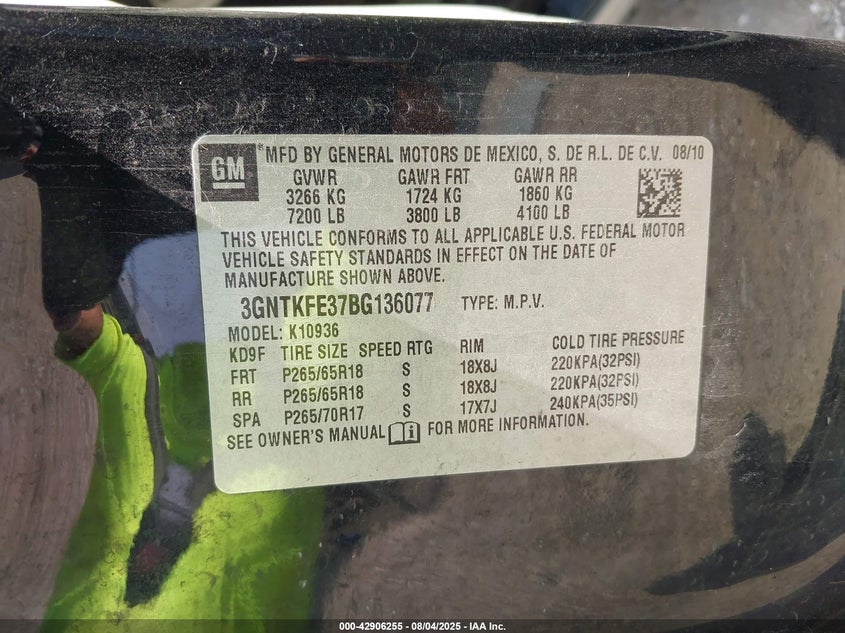 GM
® MFD BY GENERAL MOTORS DE MEXICO, S. DE R.L. DE C.V. 08/10
GVWR GAWR FRT GAWR RR
3266 KG 1724 KG 1860 KG
7200 LB 3800 LB 4100 LB
THIS VEHICLE CONFORMS TO ALL APPLICABLE U.S. FEDERAL MOTOR
VEHICLE SAFETY STANDARDS IN EFFECT ON THE DATE OF
MANUFACTURE SHOWN ABOVE.
3GNTKFE37BG136077 TYPE: M.P.V.
MODEL: K10936
KD9F TIRE SIZE SPEED RTG RIM COLD TIRE PRESSURE
FRT P265/65R18 S 18X8J 220KPA(32PSI)
RR P265/65R18 S 18X8J 220KPA(32PSI)
SPA P265/70R17 S 17X7J 240KPA(35PSI)
SEE OWNER'S MANUAL FOR MORE INFORMATION.
000-42906255 - 08/04/2025 - IAA Inc.